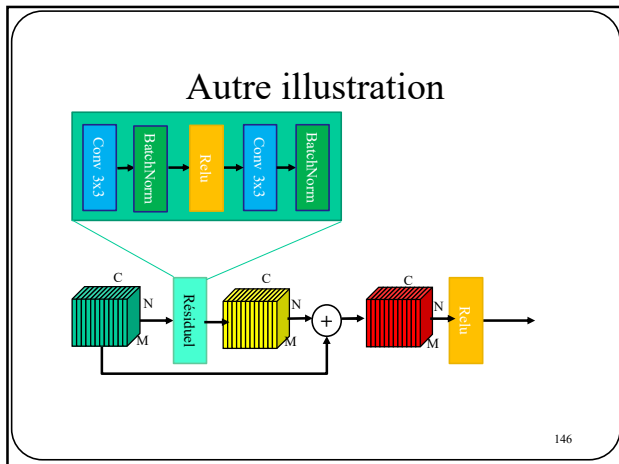 Autre illustration
Conv 3x3
BatchNorm
Relu
Conv 3x3
BatchNorm
C
N
M
Résiduel
C
N
M
+
C
N
M
Relu
146